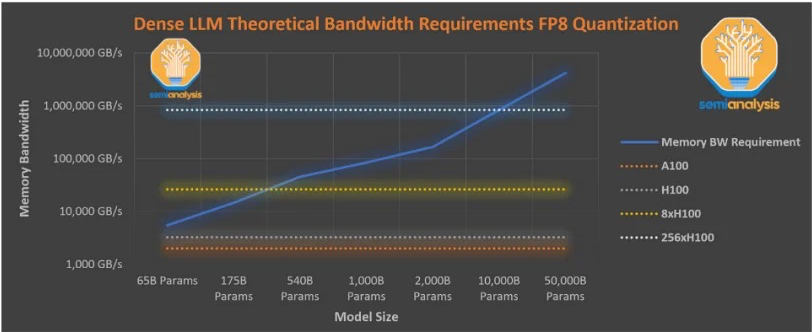 Dense LLM Theoretical Bandwidth Requirements FP8 Quantization
10,000,000 GB/s
1,000,000 GB/s
100,000 GB/s
10,000 GB/s
1,000 GB/s
Memory Bandwidth
semianalysis
semianalysis
Memory BW Requirement
A100
H100
8xH100
256xH100
65B Params
175B
Params
540B
Params
1,000B
Params
2,000B
Params
10,000B
Params
50,000B
Params
Model Size